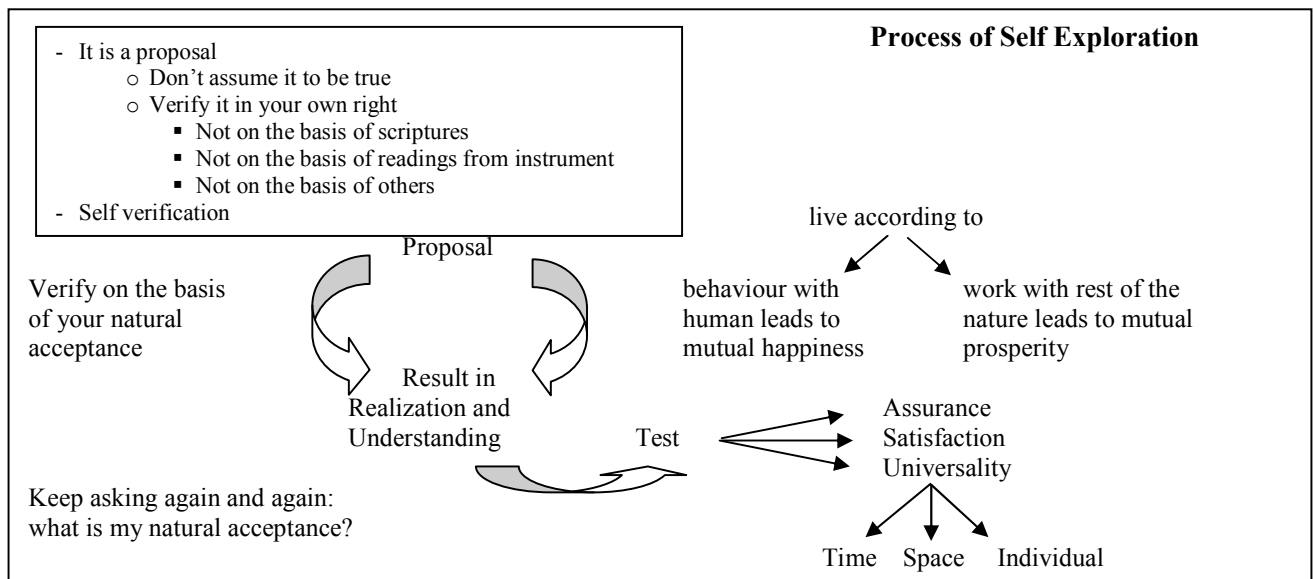 Process of Self Exploration
- It is a proposal
o Don’t assume it to be true
o Verify it in your own right
▪ Not on the basis of scriptures
▪ Not on the basis of readings from instrument
▪ Not on the basis of others
- Self verification
Proposal
Verify on the basis
of your natural
acceptance
live according to
behaviour with
human leads to
mutual happiness
work with rest of the
nature leads to mutual
prosperity
Result in
Realization and
Understanding
Test
Assurance
Satisfaction
Universality
Keep asking again and again:
what is my natural acceptance?
Time Space Individual